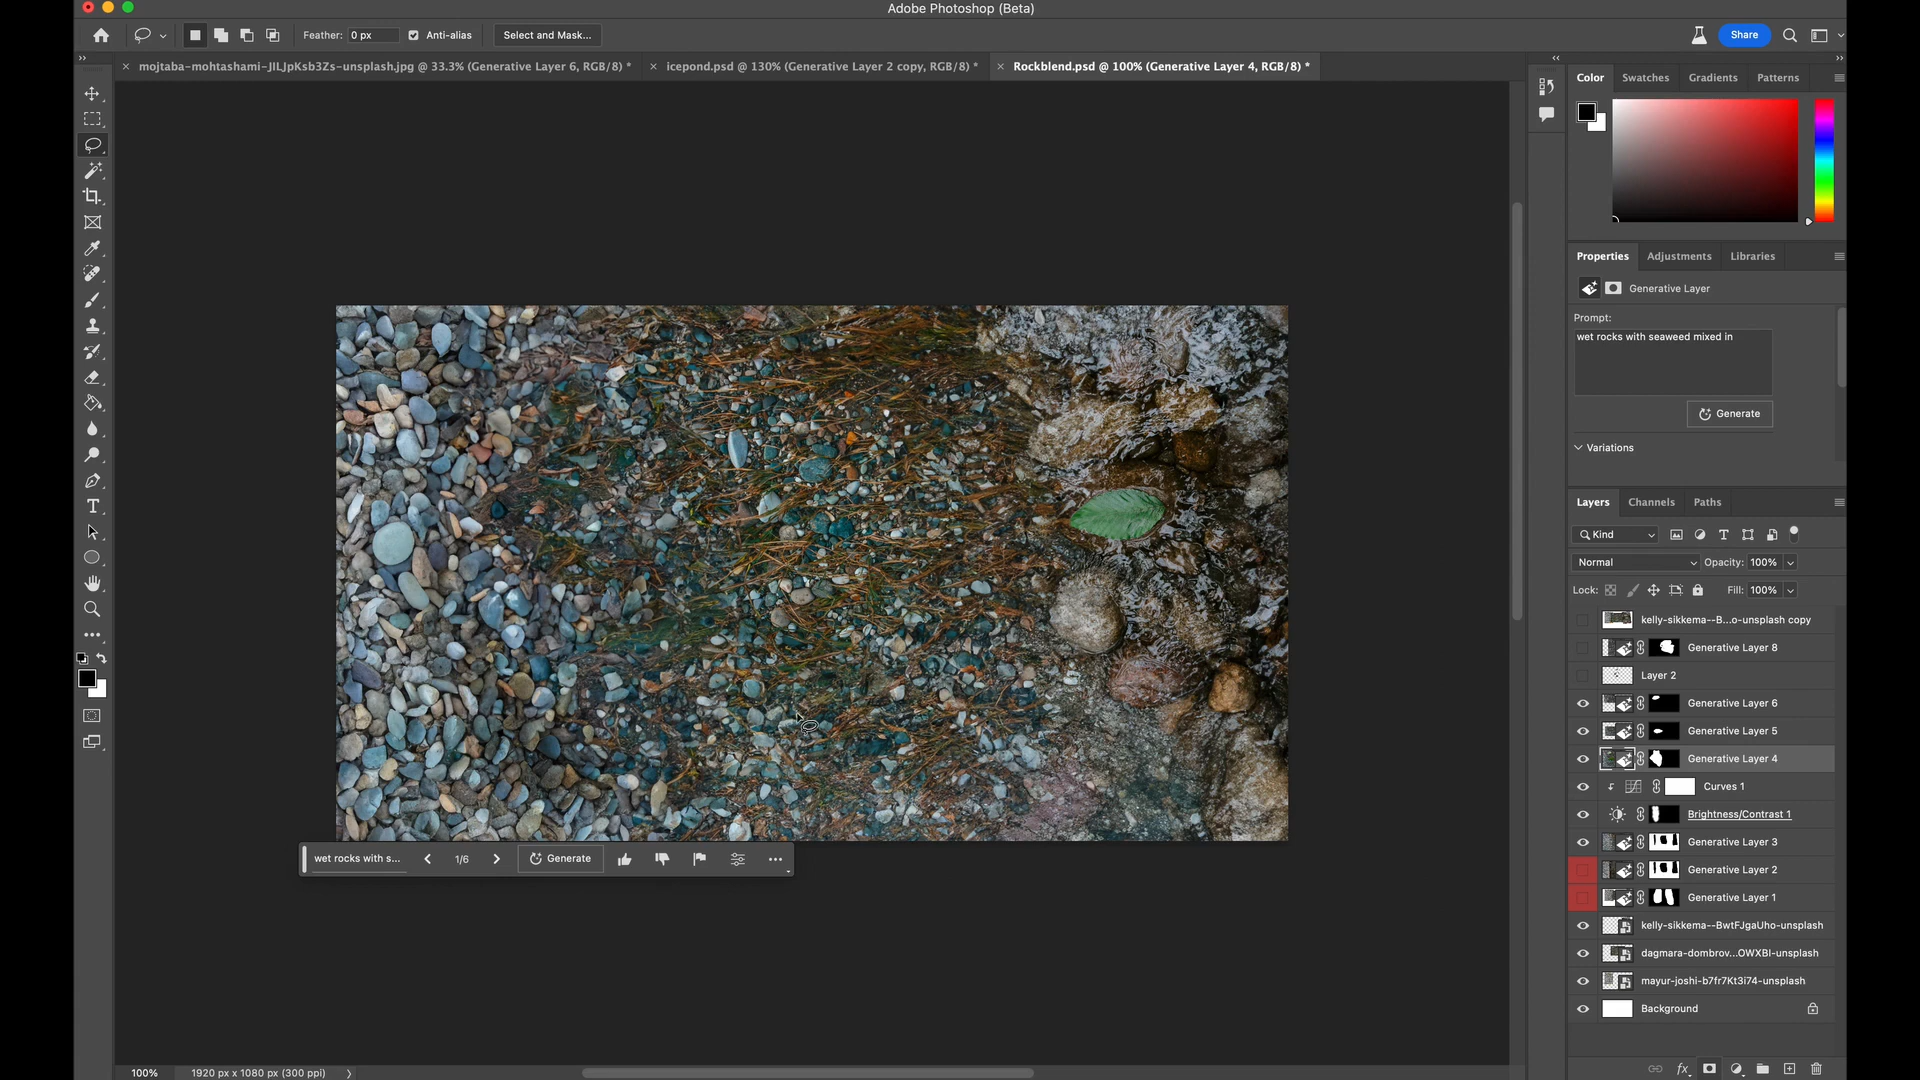 Adobe Photoshop (Beta)
Feather: 0 px Anti-alias Select and Mask... Share
mojtaba-mohtashami-JILJpKsb3Zs-unsplash.jpg @ 33.3% (Generative Layer 6, RGB/8) * icepond.psd @ 130% (Generative Layer 2 copy, RGB/8) * Rockblend.psd @ 100% (Generative Layer 4, RGB/8) *
Color Swatches Gradients Patterns
Properties Adjustments Libraries
Generative Layer
Prompt:
wet rocks with seaweed mixed in
Generate
Variations
Layers Channels Paths
Kind
Normal Opacity: 100%
Lock: Fill: 100%
kelly-sikkema--B...o-unsplash copy
Generative Layer 8
Layer 2
Generative Layer 6
Generative Layer 5
Generative Layer 4
Curves 1
Brightness/Contrast 1
Generative Layer 3
Generative Layer 2
Generative Layer 1
kelly-sikkema--BwtFJgaUho-unsplash
dagmara-dombrov...OWXBI-unsplash
mayur-joshi-b7fr7Kt3i74-unsplash
Background
wet rocks with s... 1/6 Generate
100% 1920 px x 1080 px (300 ppi)